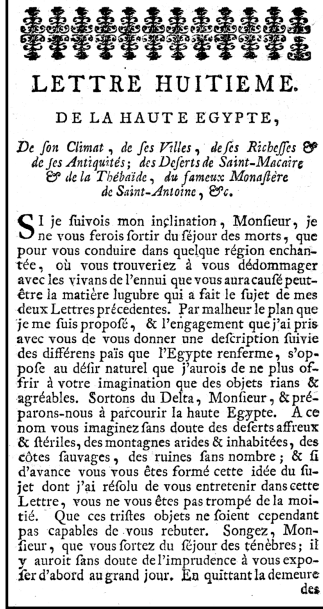 LETTRE HUITIEME.
DE LA HAUTE EGYPTE,
De ſon Climat, de ſes Villes, de ſes Richeſſes &
de ſes Antiquités; des Deſerts de Saint-Macaire
& de la Thébaïde, du fameux Monaſtère
de Saint-Antoine, &c.
SI je ſuivois mon inclination, Monſieur, je
ne vous ferois ſortir du ſéjour des morts, que
pour vous conduire dans quelque région enchan-
tée, où vous trouveriez à vous dédommager
avec les vivans de l'ennui que vous aura cauſé peut-
être la matière lugubre qui a fait le ſujet de mes
deux Lettres précedentes. Par malheur le plan que
je me ſuis propoſé, & l'engagement que j'ai pris
avec vous de vous donner une deſcription ſuivie
des différens païs que l'Egypte renferme, s'op-
poſe au déſir naturel que j'aurois de ne plus of-
frir à votre imagination que des objets rians &
agréables. Sortons du Delta, Monſieur, & pré-
parons-nous à parcourir la haute Egypte. A ce
nom vous imaginez ſans doute des deſerts affreux
& ſtériles, des montagnes arides & inhabitées, des
côtes ſauvages, des ruines ſans nombre; & ſi
d'avance vous vous êtes formé cette idée du ſu-
jet dont j'ai réſolu de vous entretenir dans cette
Lettre, vous ne vous êtes pas trompé de la moi-
tié. Que ces triſtes objets ne ſoient cependant
pas capables de vous rebuter. Songez, Mon-
ſieur, que vous ſortez du ſéjour des ténèbres; il
y auroit ſans doute de l'imprudence à vous expo-
ſer d'abord au grand jour. En quittant la demeure
des